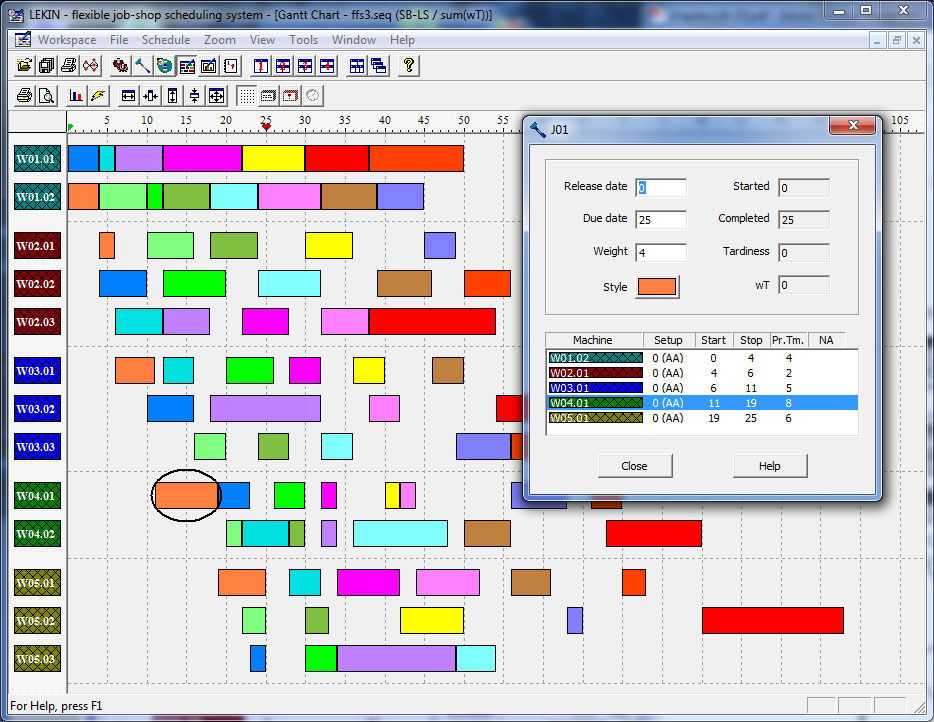 LEKIN - flexible job-shop scheduling system - [Gantt Chart - ffs3.seq (SB-LS / sum(wT))]
Workspace File Schedule Zoom View Tools Window Help
5 10 15 20 25 30 35 40 45 50 55 105
W01.01
W01.02
W02.01
W02.02
W02.03
W03.01
W03.02
W03.03
W04.01
W04.02
W05.01
W05.02
W05.03
J01
Release date 0 Started 0
Due date 25 Completed 25
Weight 4 Tardiness 0
Style wT 0
Machine Setup Start Stop Pr.Tm. NA
W01.02 0 (AA) 0 4 4
W02.01 0 (AA) 4 6 2
W03.01 0 (AA) 6 11 5
W04.01 0 (AA) 11 19 8
W05.01 0 (AA) 19 25 6
Close Help
For Help, press F1